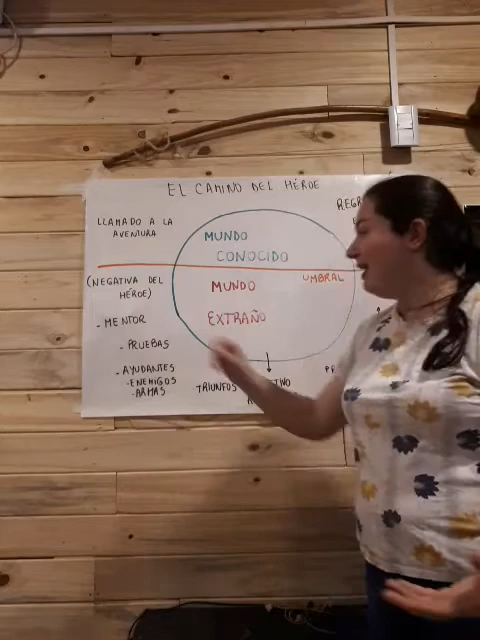 EL CAMINO DEL HÉROE
LLAMADO A LA
AVENTURA
MUNDO
CONOCIDO
(NEGATIVA DEL
HÉROE)
MUNDO
UMBRAL
EXTRAÑO
- MENTOR
- PRUEBAS
- AYUDANTES
- ENEMIGOS
- ARMAS
TRIUNFOS